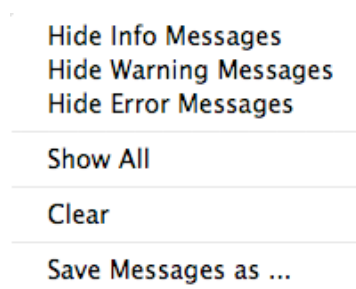 Hide Info Messages
Hide Warning Messages
Hide Error Messages
Show All
Clear
Save Messages as ...